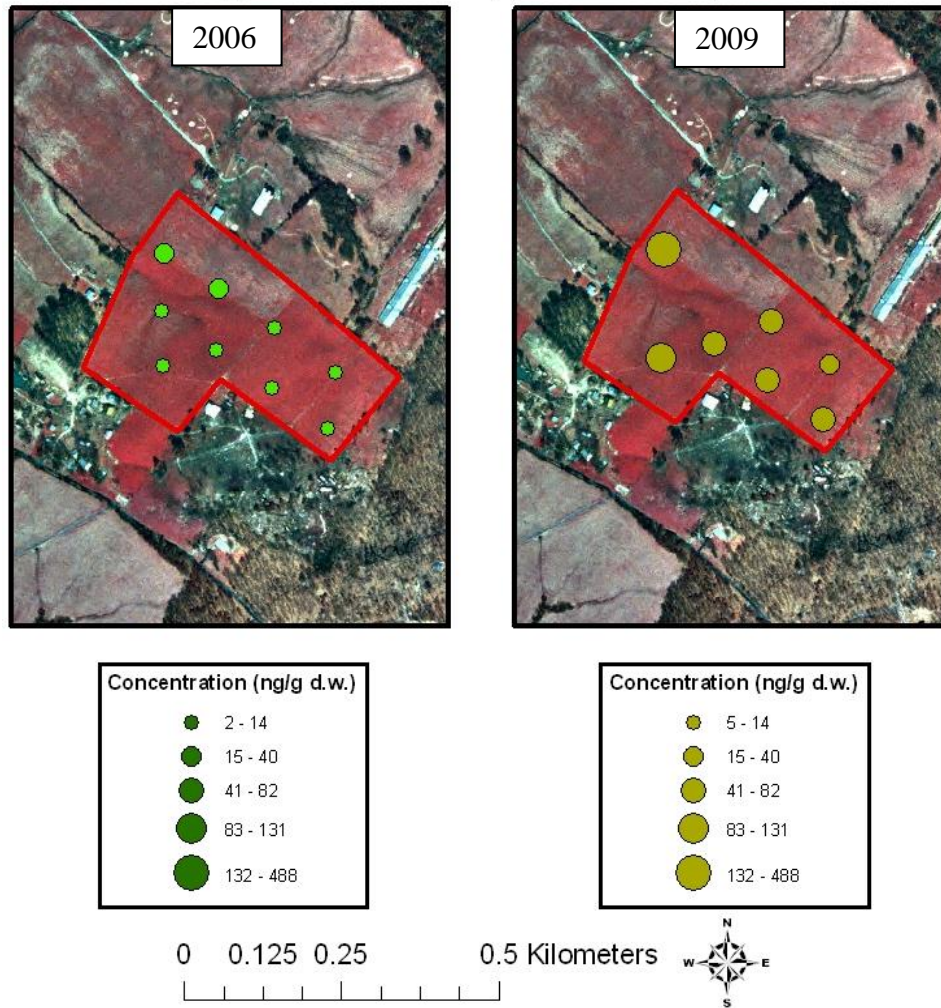 2006
2009
Concentration (ng/g d.w.)
2 - 14
15 - 40
41 - 82
83 - 131
132 - 488
Concentration (ng/g d.w.)
5 - 14
15 - 40
41 - 82
83 - 131
132 - 488
0 0.125 0.25 0.5 Kilometers
N
W E
S